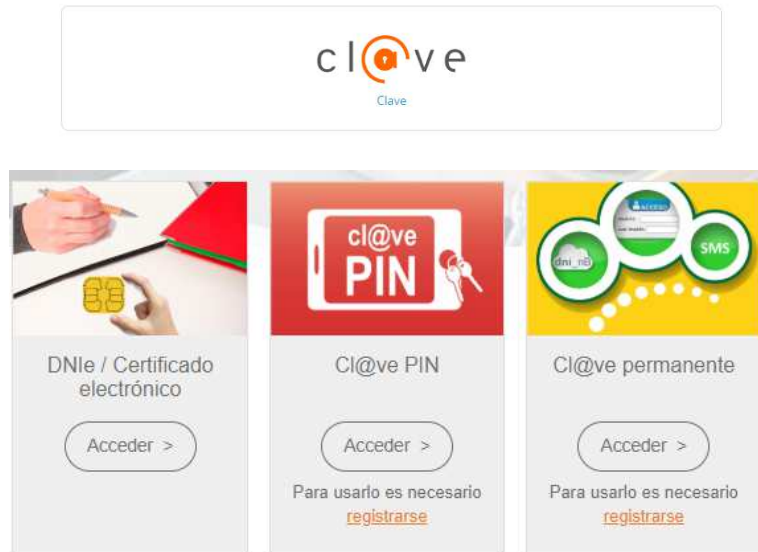 cl@ve
Clave
cl@ve
PIN
ACCESO
dni_nB
SMS
DNIe / Certificado
electrónico
Acceder >
Cl@ve PIN
Acceder >
Para usarlo es necesario
registrarse
Cl@ve permanente
Acceder >
Para usarlo es necesario
registrarse